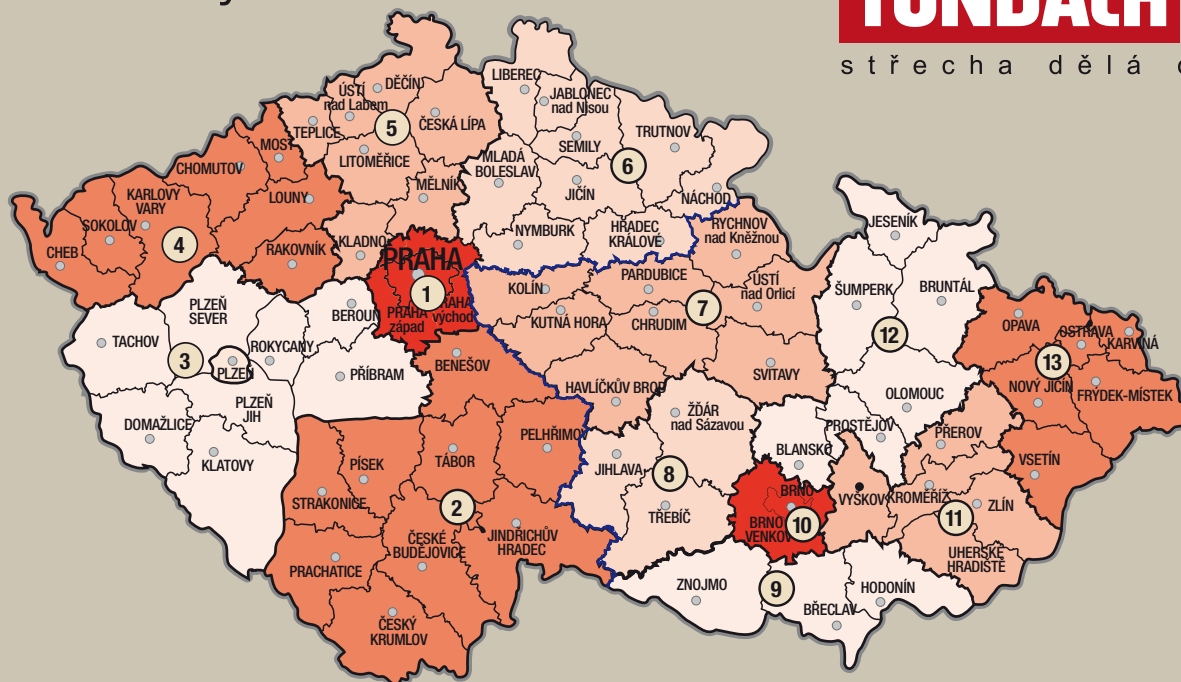 TONDACH
střecha dělá
LIBEREC
JABLONEC
nad Nisou
DĚČÍN
ÚSTÍ
nad Labem
TEPLICE
5
ČESKÁ LÍPA
TRUTNOV
SEMILY
MOST
LITOMĚŘICE
MLADÁ
BOLESLAV
6
CHOMUTOV
MĚLNÍK
JIČÍN
NÁCHOD
KARLOVY
VARY
LOUNY
SOKOLOV
4
CHEB
RAKOVNÍK
KLADNO
NYMBURK
HRADEC
KRÁLOVÉ
RYCHNOV
nad Kněžnou
JESENÍK
PRAHA
1
PRAHA
západ
PRAHA
východ
KOLÍN
PARDUBICE
ÚSTÍ
nad Orlicí
ŠUMPERK
BRUNTÁL
PLZEŇ
SEVER
BEROUN
KUTNÁ HORA
CHRUDIM
7
12
OPAVA
OSTRAVA
KARVINÁ
TACHOV
3
ROKYCANY
PLZEŇ
PŘÍBRAM
BENEŠOV
SVITAVY
13
NOVÝ JIČÍN
FRÝDEK-MÍSTEK
HAVLÍČKŮV BROD
OLOMOUC
DOMAŽLICE
PLZEŇ
JIH
ŽĎÁR
nad Sázavou
PROSTĚJOV
PŘEROV
KLATOVY
PÍSEK
TÁBOR
PELHŘIMOV
JIHLAVA
8
BLANSKO
VSETÍN
STRAKONICE
2
TŘEBÍČ
BRNO
10
BRNO
VENKOV
VYŠKOV
KROMĚŘÍŽ
ZLÍN
11
ČESKÉ
BUDĚJOVICE
JINDŘICHŮV
HRADEC
UHERSKÉ
HRADIŠTĚ
PRACHATICE
ZNOJMO
9
HODONÍN
BŘECLAV
ČESKÝ
KRUMLOV